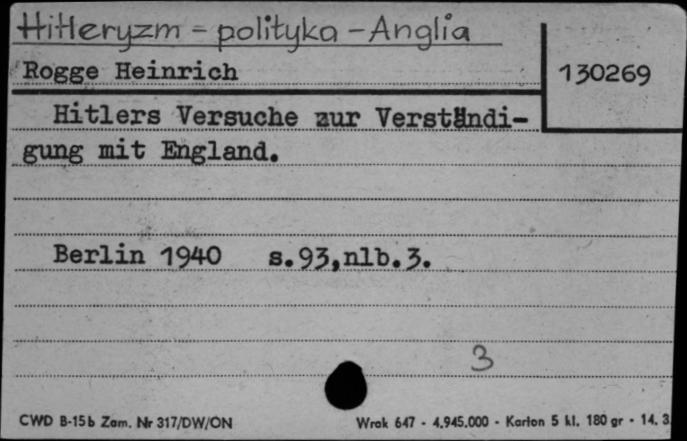 Hitleryzm = polityka - Anglia
Rogge Heinrich
130269
Hitlers Versuche zur Verständi-
gung mit England.
Berlin 1940 s.93,nlb.3.
3
CWD B-15b Zam. Nr 317/DW/ON Wrak 647 - 4.945.000 - Karton 5 kl. 180 gr - 14. 3